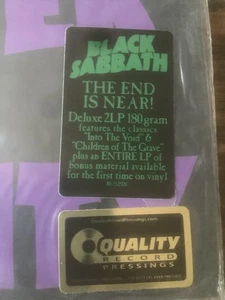 BLACK
SABBATH
THE END
IS NEAR!
Deluxe 2LP 180 gram
features the classics
"Into The Void" &
"Children of The Grave"
plus an ENTIRE LP of
bonus material available
for the first time on vinyl
QUALITY
RECORD
PRESSINGS